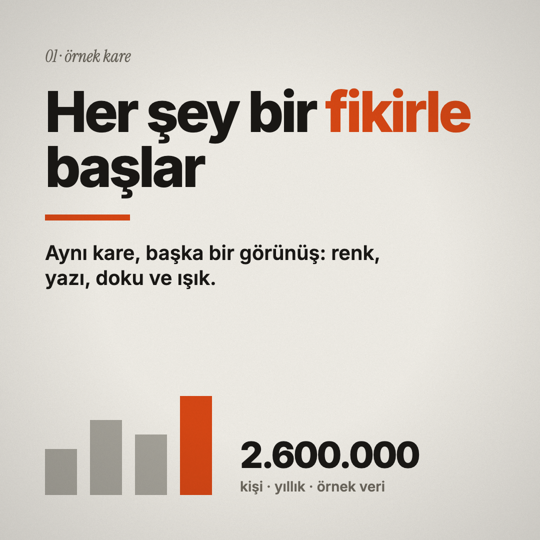 01 · örnek kare
Her şey bir fikirle
başlar
Aynı kare, başka bir görünüş: renk,
yazı, doku ve ışık.
2.600.000
kişi · yıllık · örnek veri